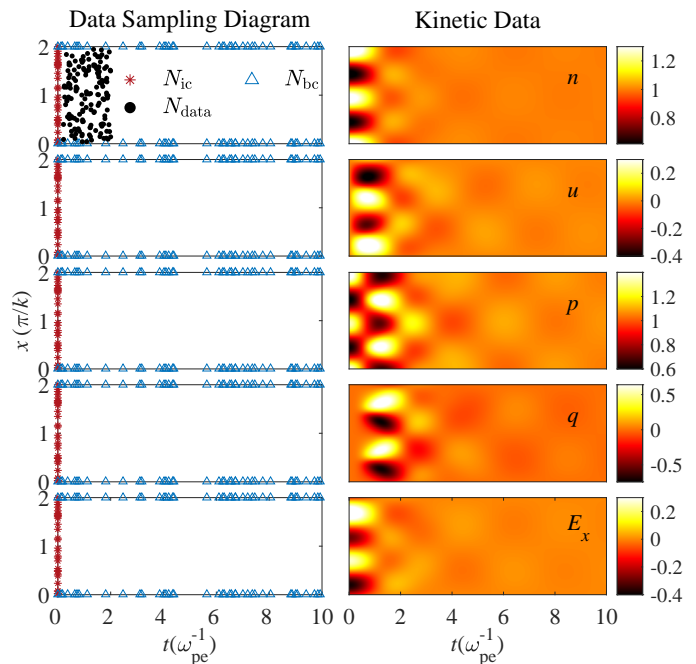 Data Sampling Diagram
Kinetic Data
x (π/k)
2
1
0
N_ic
N_bc
N_data
2
1
0
2
1
0
2
1
0
2
1
0
0 2 4 6 8 10
t(ω_pe^-1)
n
1.2
1
0.8
u
0.2
0
-0.2
-0.4
p
1.2
1
0.8
0.6
q
0.5
0
-0.5
E_x
0.2
0
-0.2
-0.4
0 2 4 6 8 10
t(ω_pe^-1)